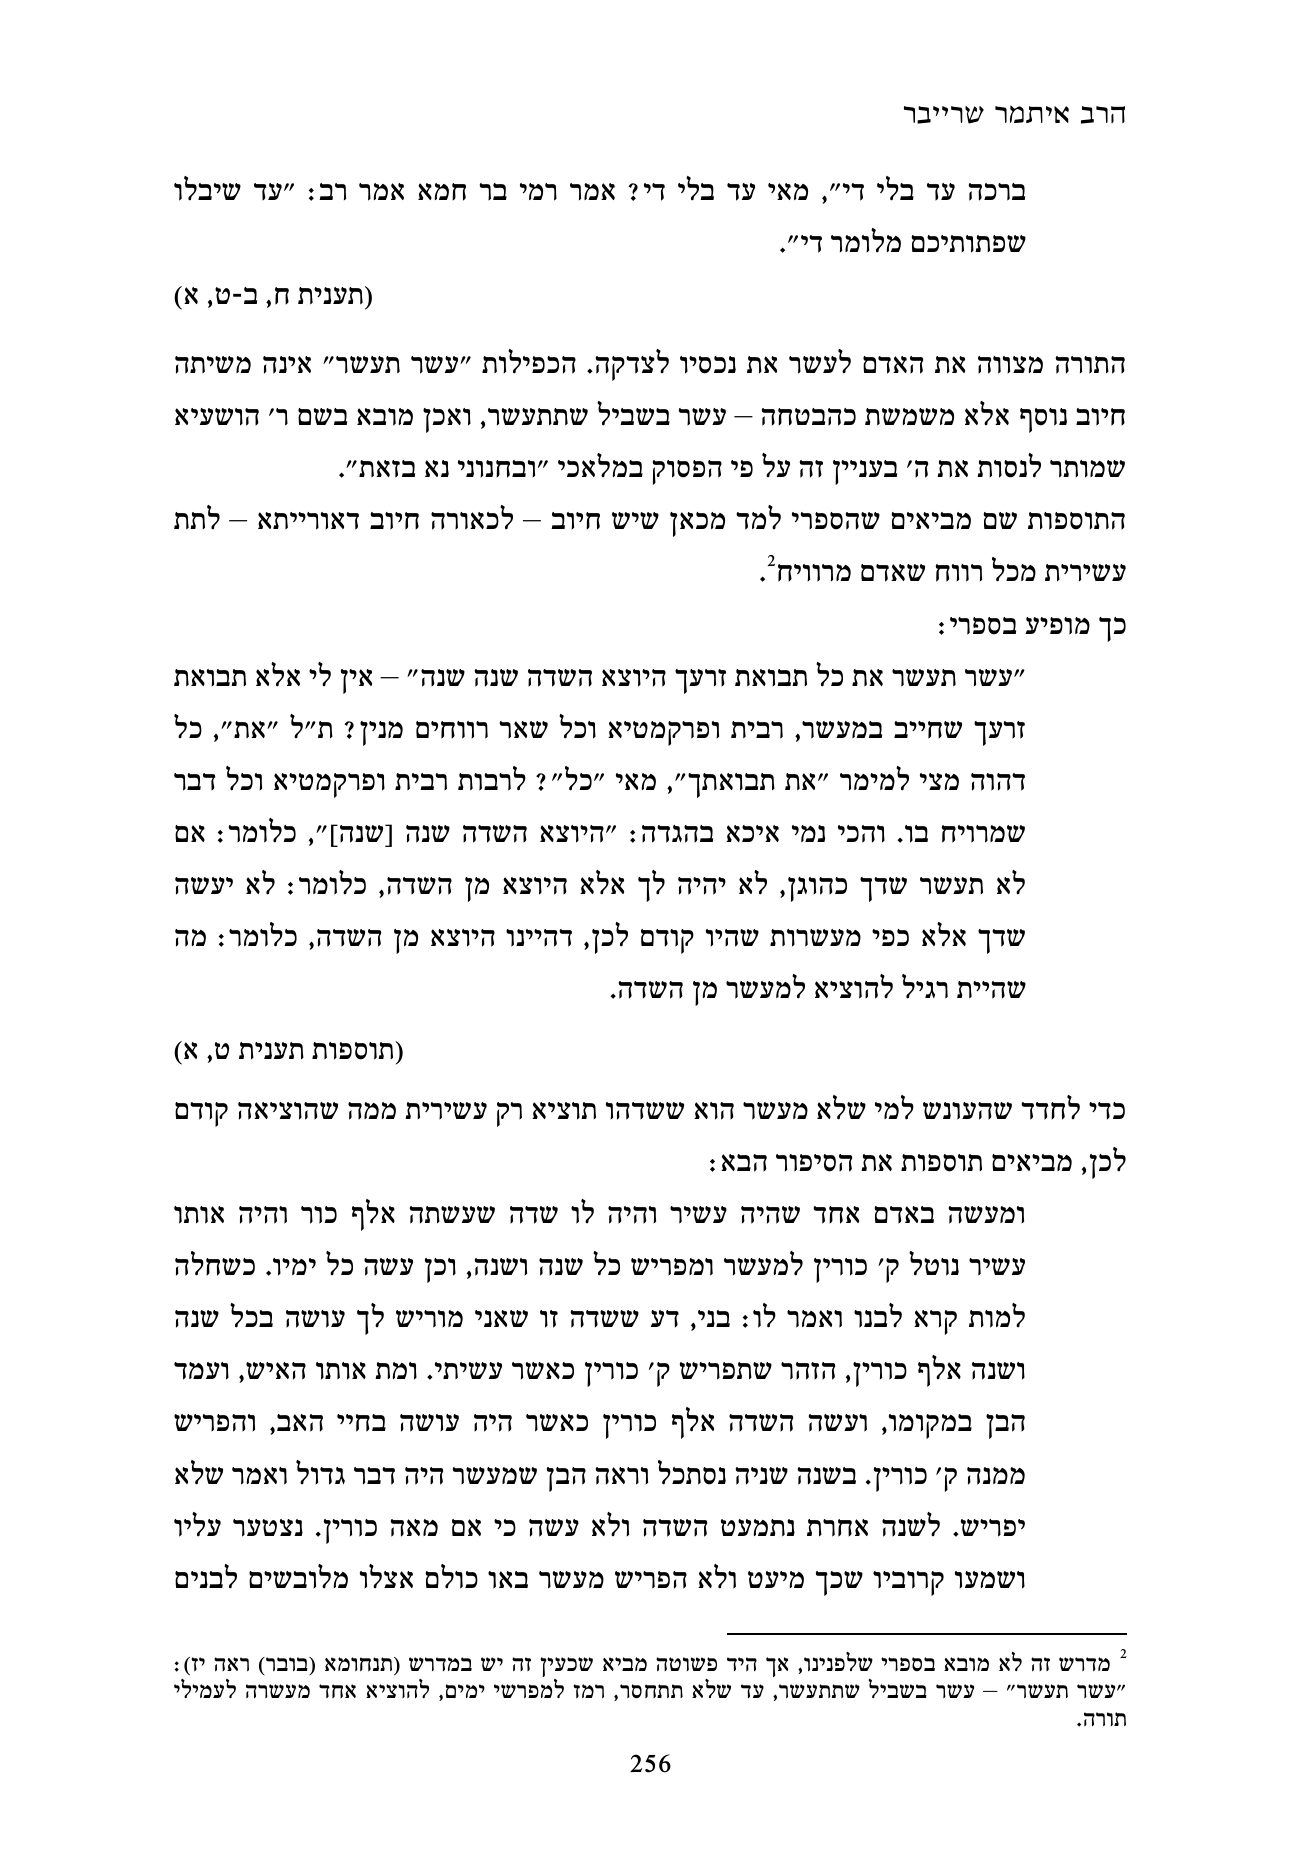 הרב איתמר שרייבר
ברכה עד בלי די״, מאי עד בלי די? אמר רמי בר חמא אמר רב: ״עד שיבלו
שפתותיכם מלומר די״.
(תענית ח, ב-ט, א)
התורה מצווה את האדם לעשר את נכסיו לצדקה. הכפילות ״עשר תעשר״ אינה משיתה
חיוב נוסף אלא משמשת כהבטחה – עשר בשביל שתתעשר, ואכן מובא בשם ר׳ הושעיא
שמותר לנסות את ה׳ בעניין זה על פי הפסוק במלאכי ״ובחנוני נא בזאת״.
התוספות שם מביאים שהספרי למד מכאן שיש חיוב – לכאורה חיוב דאורייתא – לתת
עשירית מכל רווח שאדם מרוויח2.
כך מופיע בספרי:
״עשר תעשר את כל תבואת זרעך היוצא השדה שנה שנה״ – אין לי אלא תבואת
זרעך שחייב במעשר, רבית ופרקמטיא וכל שאר רווחים מנין? ת״ל ״את״, כל
דהוה מצי למימר ״את תבואתך״, מאי ״כל״? לרבות רבית ופרקמטיא וכל דבר
שמרויח בו. והכי נמי איכא בהגדה: ״היוצא השדה שנה [שנה]״, כלומר: אם
לא תעשר שדך כהוגן, לא יהיה לך אלא היוצא מן השדה, כלומר: לא יעשה
שדך אלא כפי מעשרות שהיו קודם לכן, דהיינו היוצא מן השדה, כלומר: מה
שהיית רגיל להוציא למעשר מן השדה.
(תוספות תענית ט, א)
כדי לחדד שהעונש למי שלא מעשר הוא ששדהו תוציא רק עשירית ממה שהוציאה קודם
לכן, מביאים תוספות את הסיפור הבא:
ומעשה באדם אחד שהיה עשיר והיה לו שדה שעשתה אלף כור והיה אותו
עשיר נוטל ק׳ כורין למעשר ומפריש כל שנה ושנה, וכן עשה כל ימיו. כשחלה
למות קרא לבנו ואמר לו: בני, דע ששדה זו שאני מוריש לך עושה בכל שנה
ושנה אלף כורין, הזהר שתפריש ק׳ כורין כאשר עשיתי. ומת אותו האיש, ועמד
הבן במקומו, ועשה השדה אלף כורין כאשר היה עושה בחיי האב, והפריש
ממנה ק׳ כורין. בשנה שניה נסתכל וראה הבן שמעשר היה דבר גדול ואמר שלא
יפריש. לשנה אחרת נתמעט השדה ולא עשה כי אם מאה כורין. נצטער עליו
ושמעו קרוביו שכך מיעט ולא הפריש מעשר באו כולם אצלו מלובשים לבנים
2 מדרש זה לא מובא בספרי שלפנינו, אך היד פשוטה מביא שכעין זה יש במדרש (תנחומא (בובר) ראה יז):
״עשר תעשר״ – עשר בשביל שתתעשר, עד שלא תתחסר, רמז למפרשי ימים, להוציא אחד מעשרה לעמילי
תורה.
256